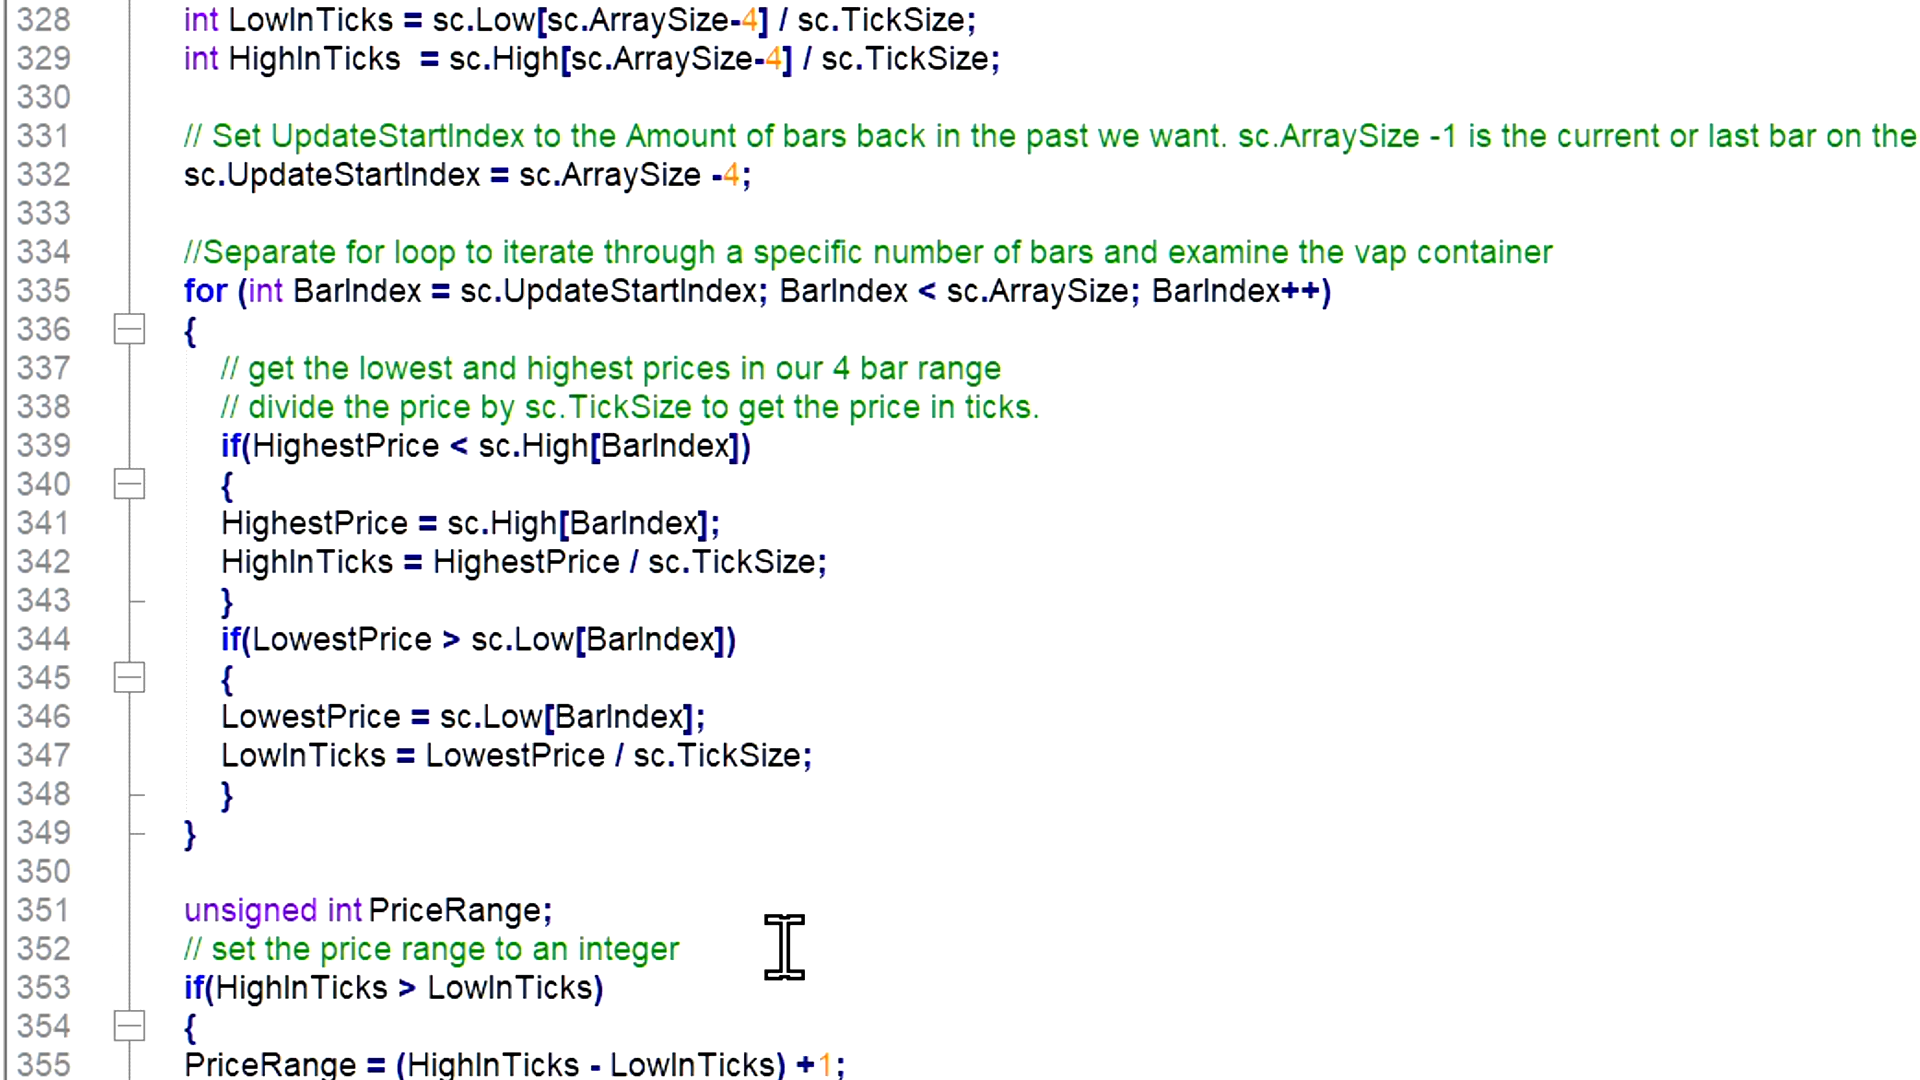 328 int LowInTicks = sc.Low[sc.ArraySize-4] / sc.TickSize;
329 int HighInTicks  = sc.High[sc.ArraySize-4] / sc.TickSize;
330
331 // Set UpdateStartIndex to the Amount of bars back in the past we want. sc.ArraySize -1 is the current or last bar on the
332 sc.UpdateStartIndex = sc.ArraySize -4;
333
334 //Separate for loop to iterate through a specific number of bars and examine the vap container
335 for (int BarIndex = sc.UpdateStartIndex; BarIndex < sc.ArraySize; BarIndex++)
336 {
337 // get the lowest and highest prices in our 4 bar range
338 // divide the price by sc.TickSize to get the price in ticks.
339 if(HighestPrice < sc.High[BarIndex])
340 {
341 HighestPrice = sc.High[BarIndex];
342 HighInTicks = HighestPrice / sc.TickSize;
343 }
344 if(LowestPrice > sc.Low[BarIndex])
345 {
346 LowestPrice = sc.Low[BarIndex];
347 LowInTicks = LowestPrice / sc.TickSize;
348 }
349 }
350
351 unsigned int PriceRange;
352 // set the price range to an integer
353 if(HighInTicks > LowInTicks)
354 {
355 PriceRange = (HighInTicks - LowInTicks) +1;